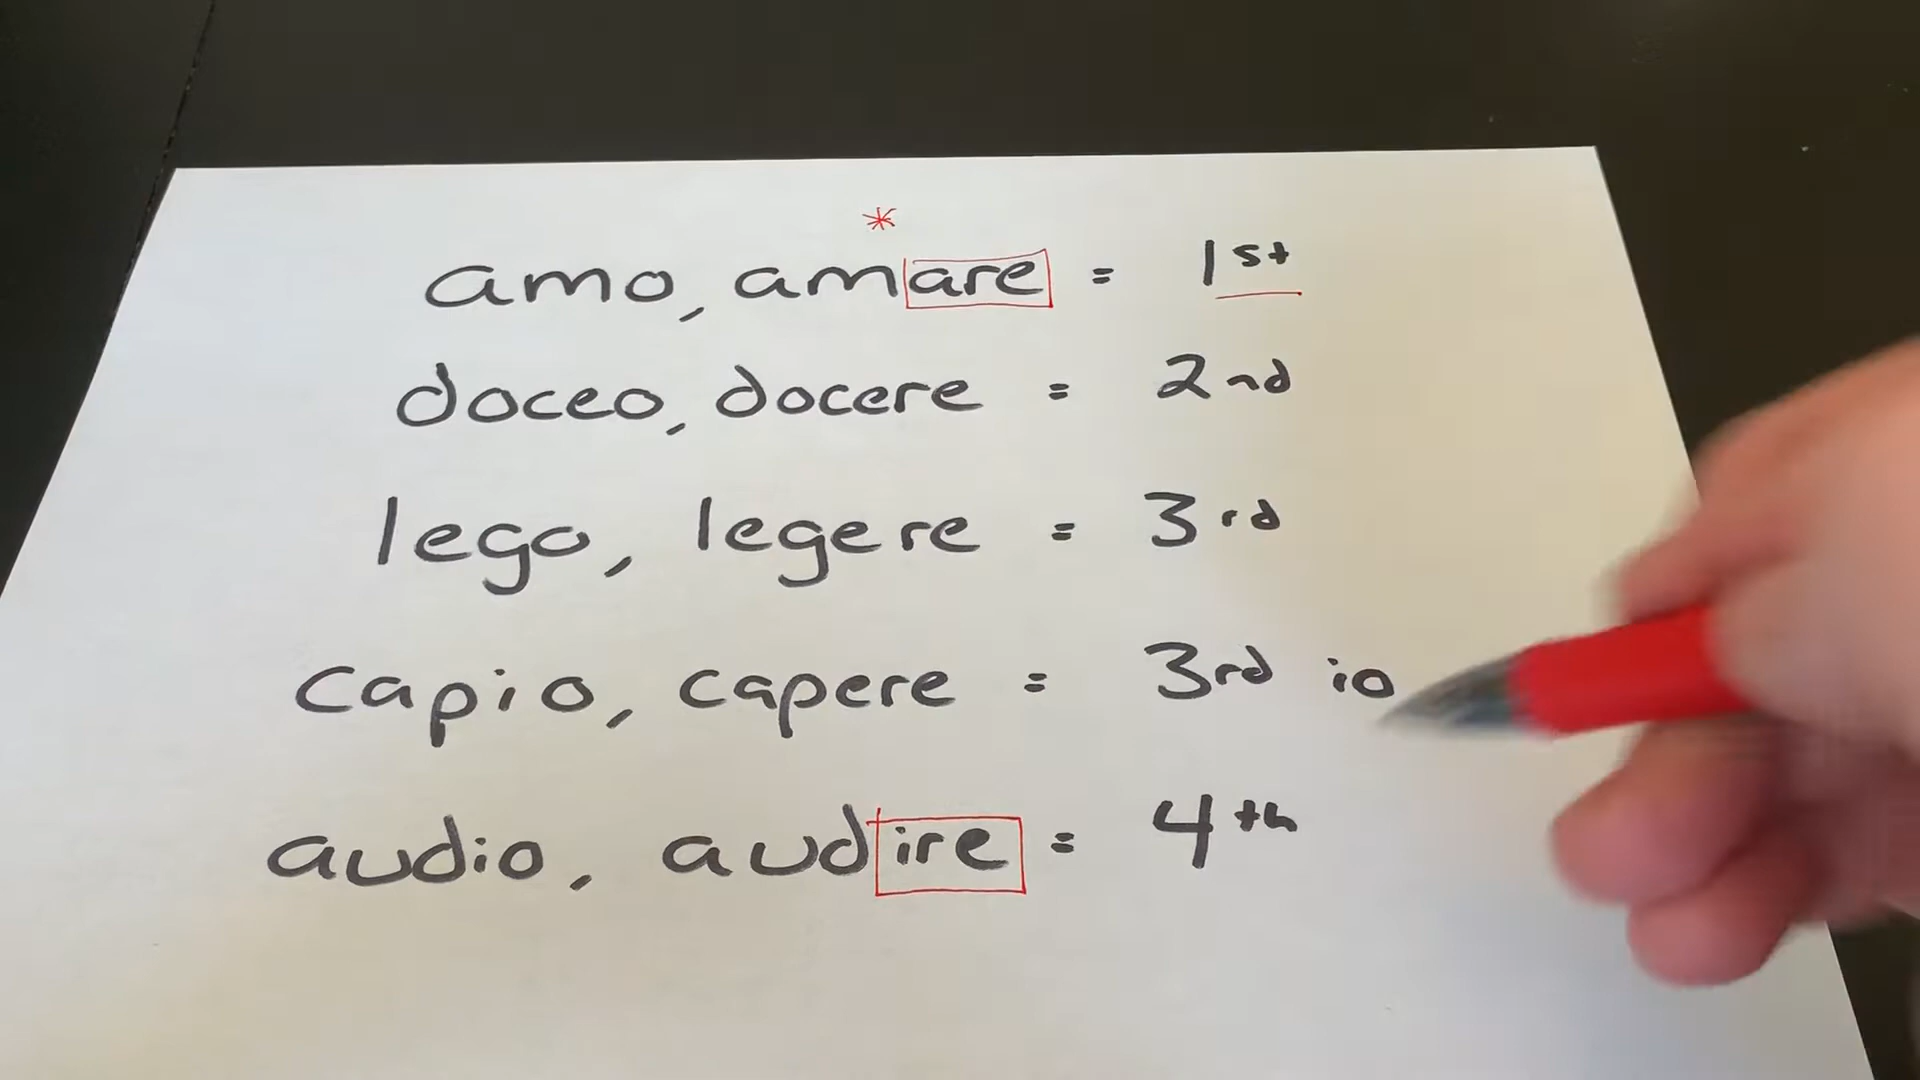 *
amo, amare = 1st
doceo, docere = 2nd
lego, legere = 3rd
capio, capere = 3rd io
audio, audire = 4th